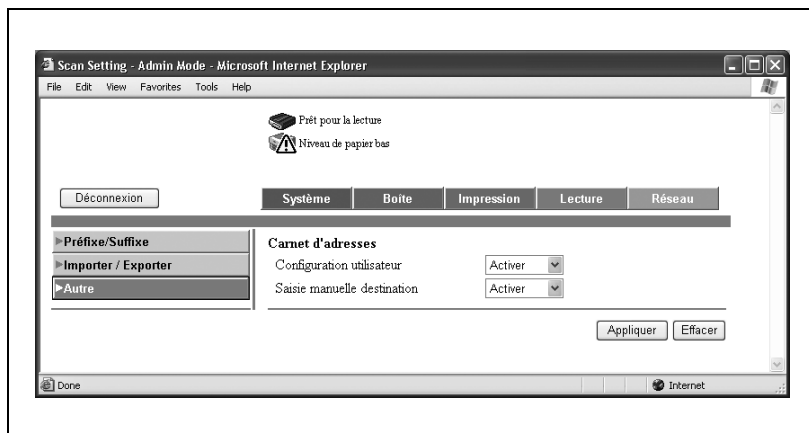 Scan Setting - Admin Mode - Microsoft Internet Explorer
File Edit View Favorites Tools Help
Prêt pour la lecture
Niveau de papier bas
Déconnexion
Système Boîte Impression Lecture Réseau
Préfixe/Suffixe
Importer / Exporter
Autre
Carnet d'adresses
Configuration utilisateur Activer
Saisie manuelle destination Activer
Appliquer Effacer
Done Internet